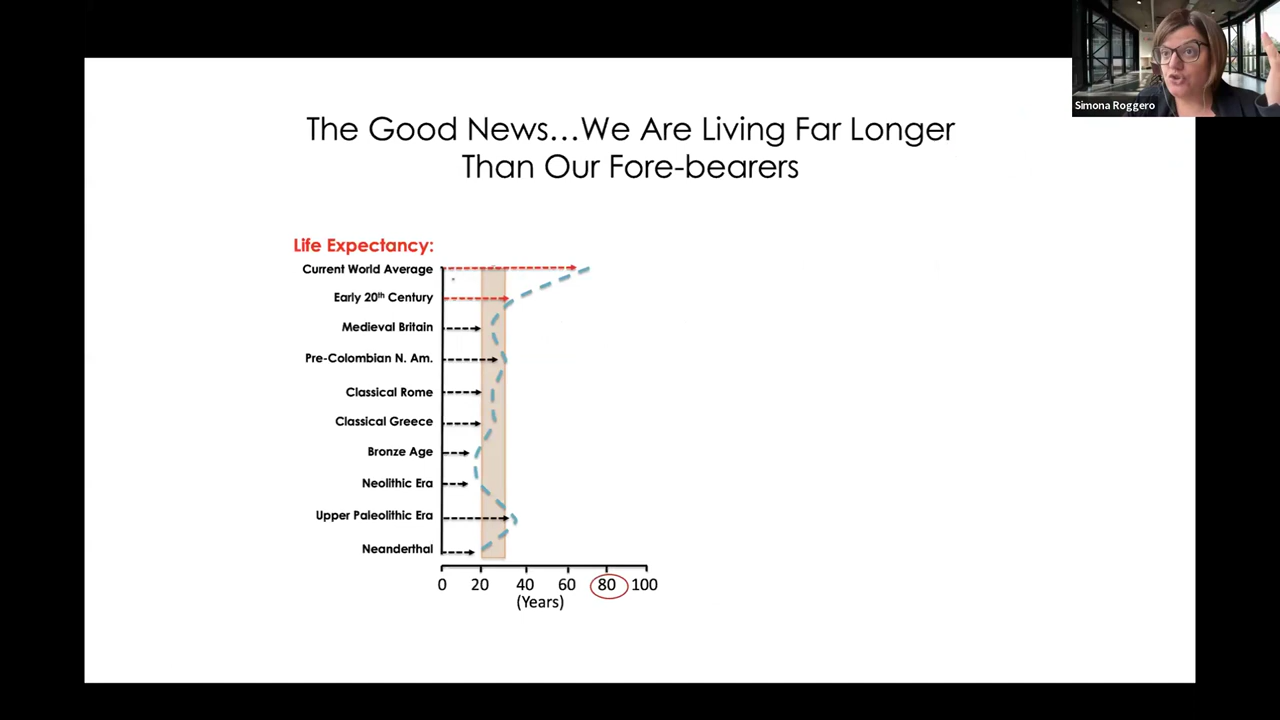 Simona Roggero
The Good News...We Are Living Far Longer
Than Our Fore-bearers
Life Expectancy:
Current World Average
Early 20th Century
Medieval Britain
Pre-Colombian N. Am.
Classical Rome
Classical Greece
Bronze Age
Neolithic Era
Upper Paleolithic Era
Neanderthal
0 20 40 60 80 100
(Years)